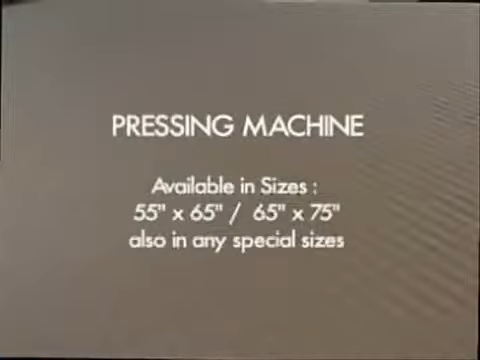 PRESSING MACHINE
Available in Sizes :
55" x 65" / 65" x 75"
also in any special sizes